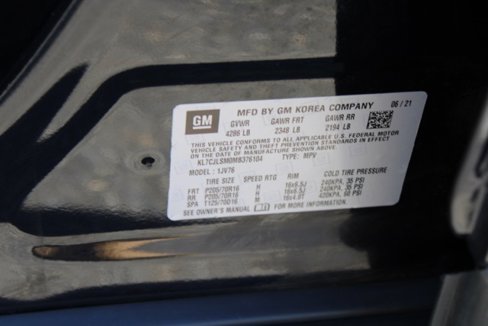 GM
MFD BY GM KOREA COMPANY
06 / 21
GVWR GAWR FRT GAWR RR
4298 LB 2348 LB 2194 LB
THIS VEHICLE CONFORMS TO ALL APPLICABLE U.S. FEDERAL MOTOR
VEHICLE SAFETY AND THEFT PREVENTION STANDARDS IN EFFECT
ON THE DATE OF MANUFACTURE SHOWN ABOVE.
KL7CJLSM0MB376104 TYPE: MPV
MODEL : 1JV76
TIRE SIZE SPEED RTG RIM COLD TIRE PRESSURE
FRT P205/70R16 H 16x6.5J 240KPA, 35 PSI
RR P205/70R16 H 16x6.5J 240KPA, 35 PSI
SPA T125/70D16 M 16x4.0T 420KPA, 60 PSI
SEE OWNER'S MANUAL FOR MORE INFORMATION.